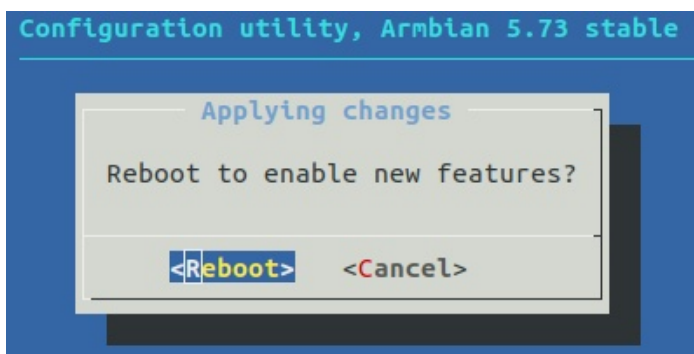 Configuration utility, Armbian 5.73 stable
Applying changes
Reboot to enable new features?
<Reboot> <Cancel>